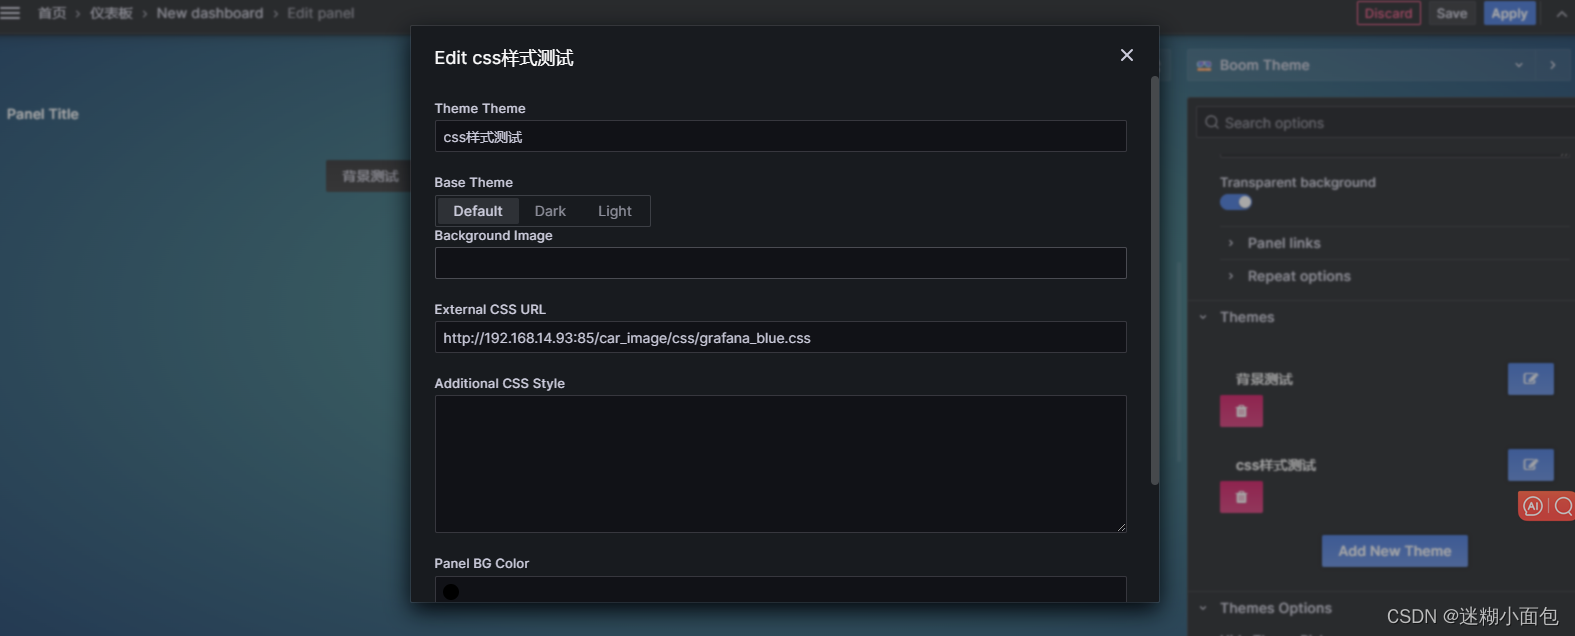 首页 › 仪表板 › New dashboard › Edit panel
Discard Save Apply
Edit css样式测试
Boom Theme
Panel Title
Theme Theme
css样式测试
Search options
背景测试
Base Theme
Default Dark Light
Transparent background
Background Image
Panel links
Repeat options
External CSS URL
http://192.168.14.93:85/car_image/css/grafana_blue.css
Themes
Additional CSS Style
背景测试
css样式测试
AI
Add New Theme
Panel BG Color
Themes Options
CSDN @迷糊小面包